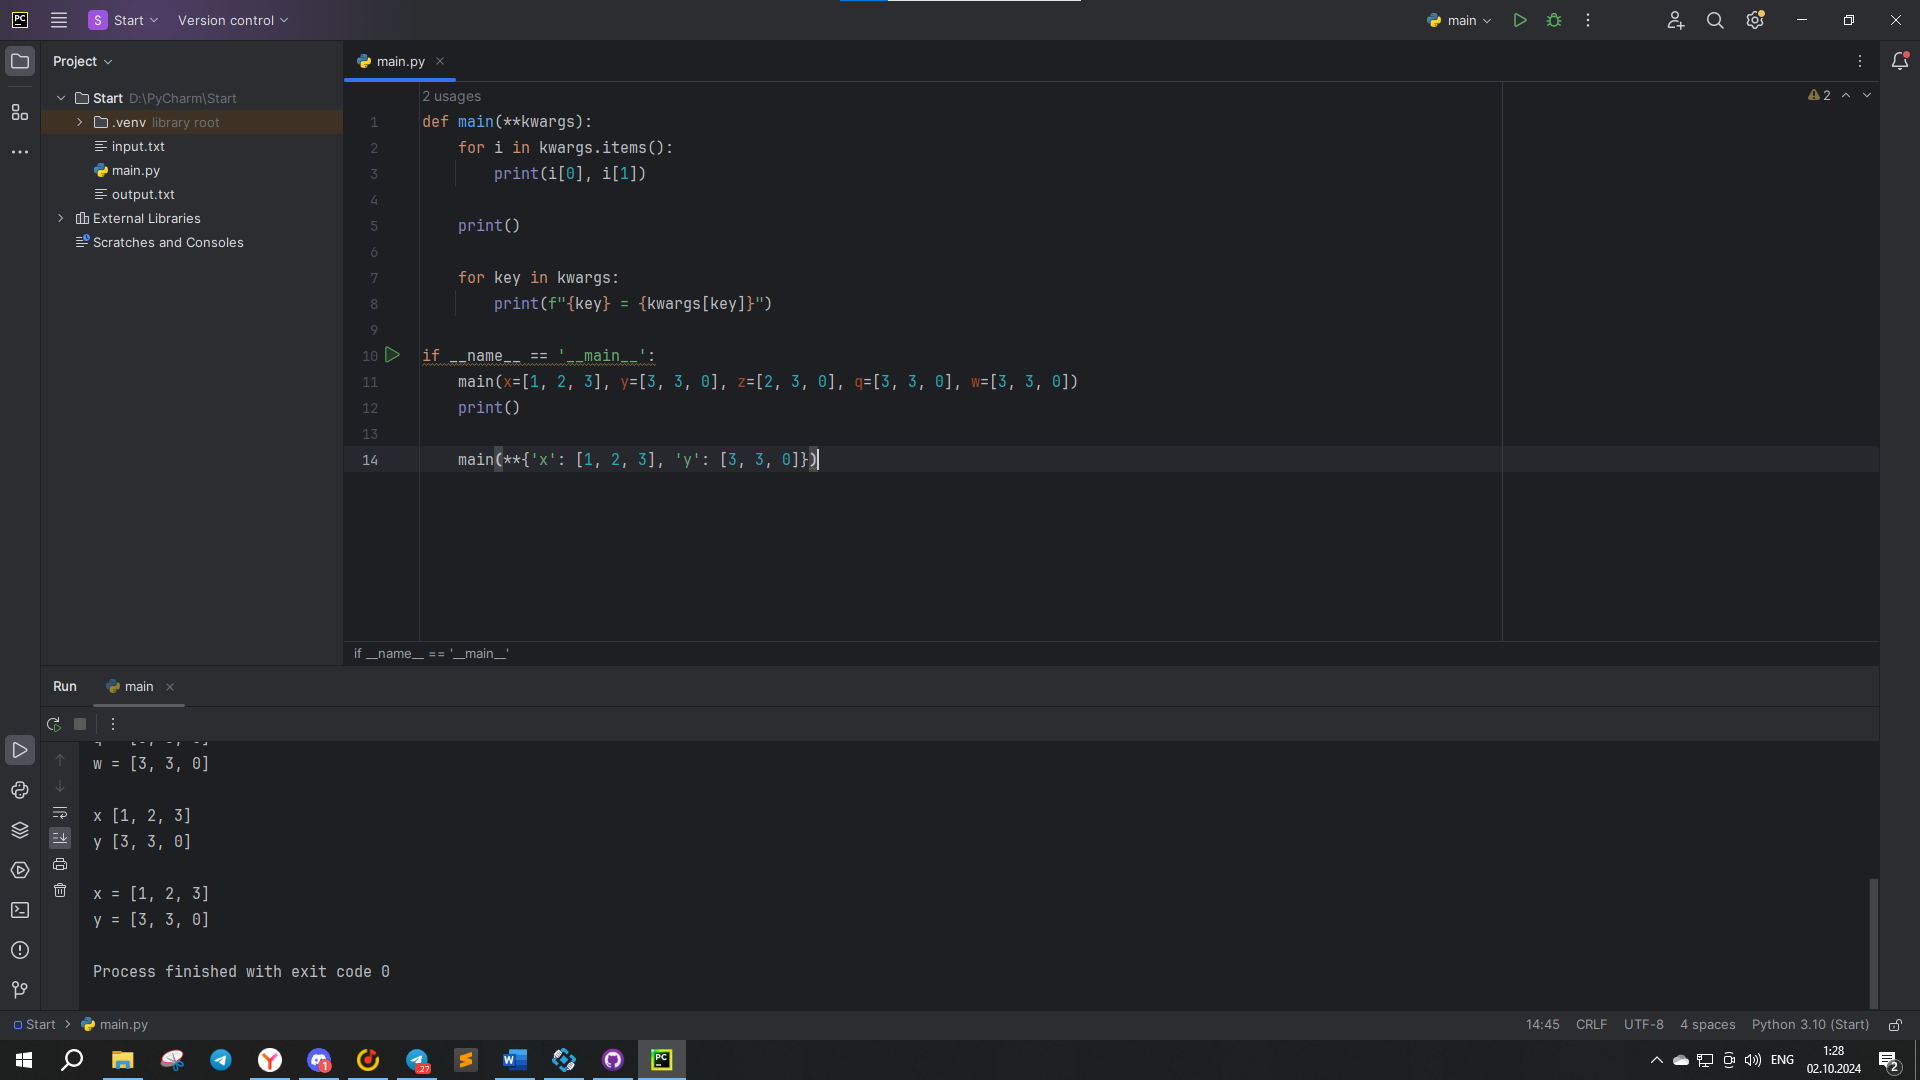 PC S Start Version control main
Project
main.py
Start D:\PyCharm\Start
.venv library root
input.txt
main.py
output.txt
External Libraries
Scratches and Consoles
2 usages
2
1 def main(**kwargs):
2 for i in kwargs.items():
3 print(i[0], i[1])
4
5 print()
6
7 for key in kwargs:
8 print(f"{key} = {kwargs[key]}")
9
10 if __name__ == '__main__':
11 main(x=[1, 2, 3], y=[3, 3, 0], z=[2, 3, 0], q=[3, 3, 0], w=[3, 3, 0])
12 print()
13
14 main(**{'x': [1, 2, 3], 'y': [3, 3, 0]})
if __name__ == '__main__'
Run main
w = [3, 3, 0]
x [1, 2, 3]
y [3, 3, 0]
x = [1, 2, 3]
y = [3, 3, 0]
Process finished with exit code 0
Start main.py 14:45 CRLF UTF-8 4 spaces Python 3.10 (Start)
1 27 W PC ENG 1:28
02.10.2024 2